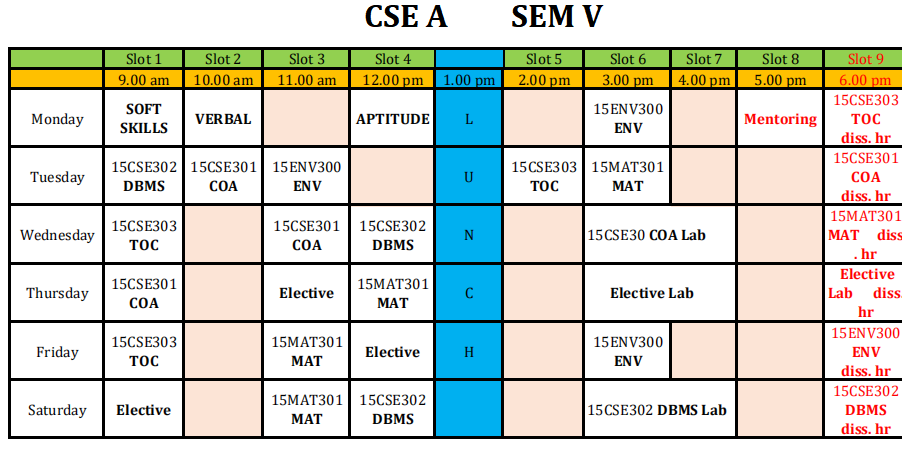 CSE A SEM V
Slot 1 Slot 2 Slot 3 Slot 4 Slot 5 Slot 6 Slot 7 Slot 8 Slot 9
9.00 am 10.00 am 11.00 am 12.00 pm 1.00 pm 2.00 pm 3.00 pm 4.00 pm 5.00 pm 6.00 pm
Monday
SOFT
SKILLS
VERBAL
APTITUDE
L
15ENV300
ENV
Mentoring
15CSE303
TOC
diss. hr
Tuesday
15CSE302
DBMS
15CSE301
COA
15ENV300
ENV
U
15CSE303
TOC
15MAT301
MAT
15CSE301
COA
diss. hr
Wednesday
15CSE303
TOC
15CSE301
COA
15CSE302
DBMS
N
15CSE30 COA Lab
15MAT301
MAT diss
. hr
Thursday
15CSE301
COA
Elective
15MAT301
MAT
C
Elective Lab
Elective
Lab diss.
hr
Friday
15CSE303
TOC
15MAT301
MAT
Elective
H
15ENV300
ENV
15ENV300
ENV
diss. hr
Saturday
Elective
15MAT301
MAT
15CSE302
DBMS
15CSE302 DBMS Lab
15CSE302
DBMS
diss. hr